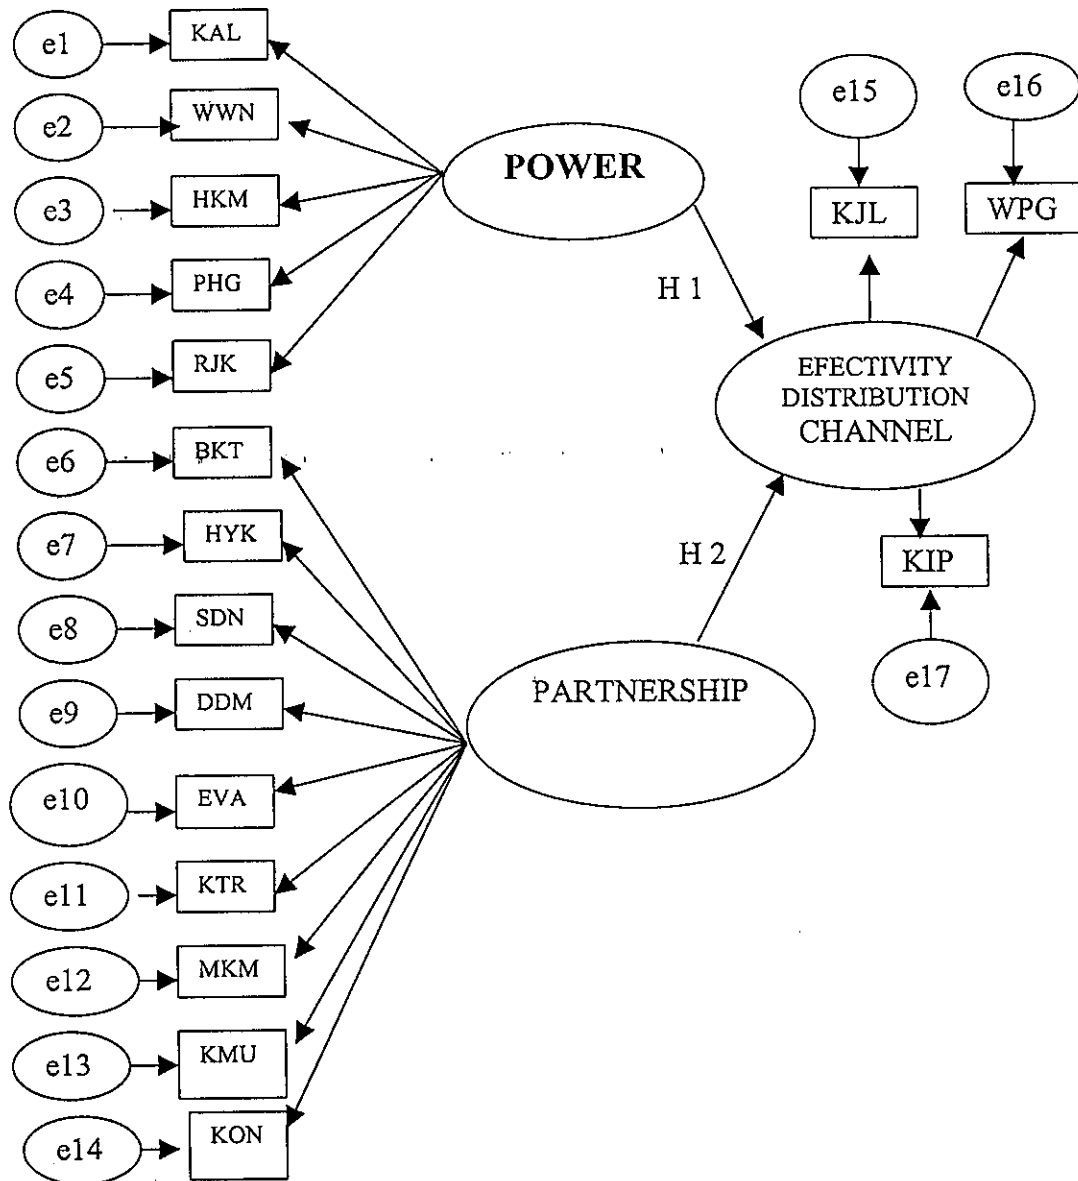 e1
KAL
e2
WWN
e3
HKM
e4
PHG
e5
RJK
e6
BKT
e7
HYK
e8
SDN
e9
DDM
e10
EVA
e11
KTR
e12
MKM
e13
KMU
e14
KON
POWER
H 1
e15
e16
KJL
WPG
EFECTIVITY
DISTRIBUTION
CHANNEL
H 2
KIP
e17
PARTNERSHIP